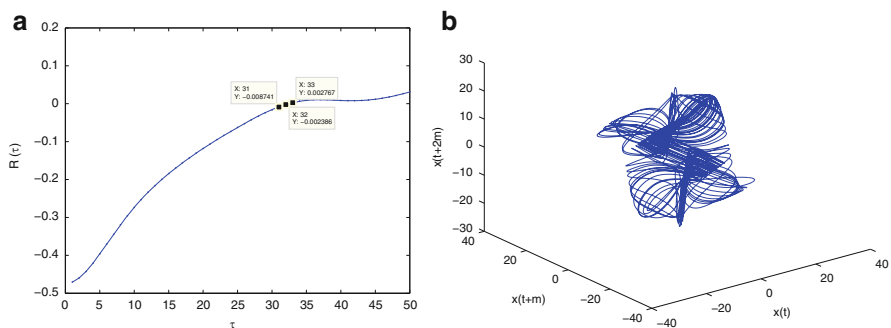 a
0.2
0.1
0
−0.1
−0.2
−0.3
−0.4
−0.5
R (τ)
X: 31
Y: −0.008741
X: 33
Y: 0.002767
X: 32
Y: −0.002386
0 5 10 15 20 25 30 35 40 45 50
τ
b
30
20
10
0
−10
−20
−30
x(t+2m)
40
20
0
−20
−40
x(t+m)
−40
−20
0
20
40
x(t)